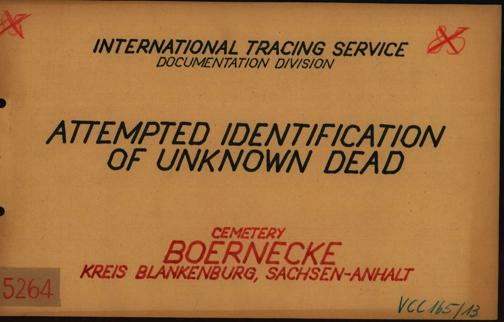 INTERNATIONAL TRACING SERVICE
DOCUMENTATION DIVISION
ATTEMPTED IDENTIFICATION
OF UNKNOWN DEAD
CEMETERY
BOERNECKE
KREIS BLANKENBURG, SACHSEN-ANHALT
5264
VCC 165/13